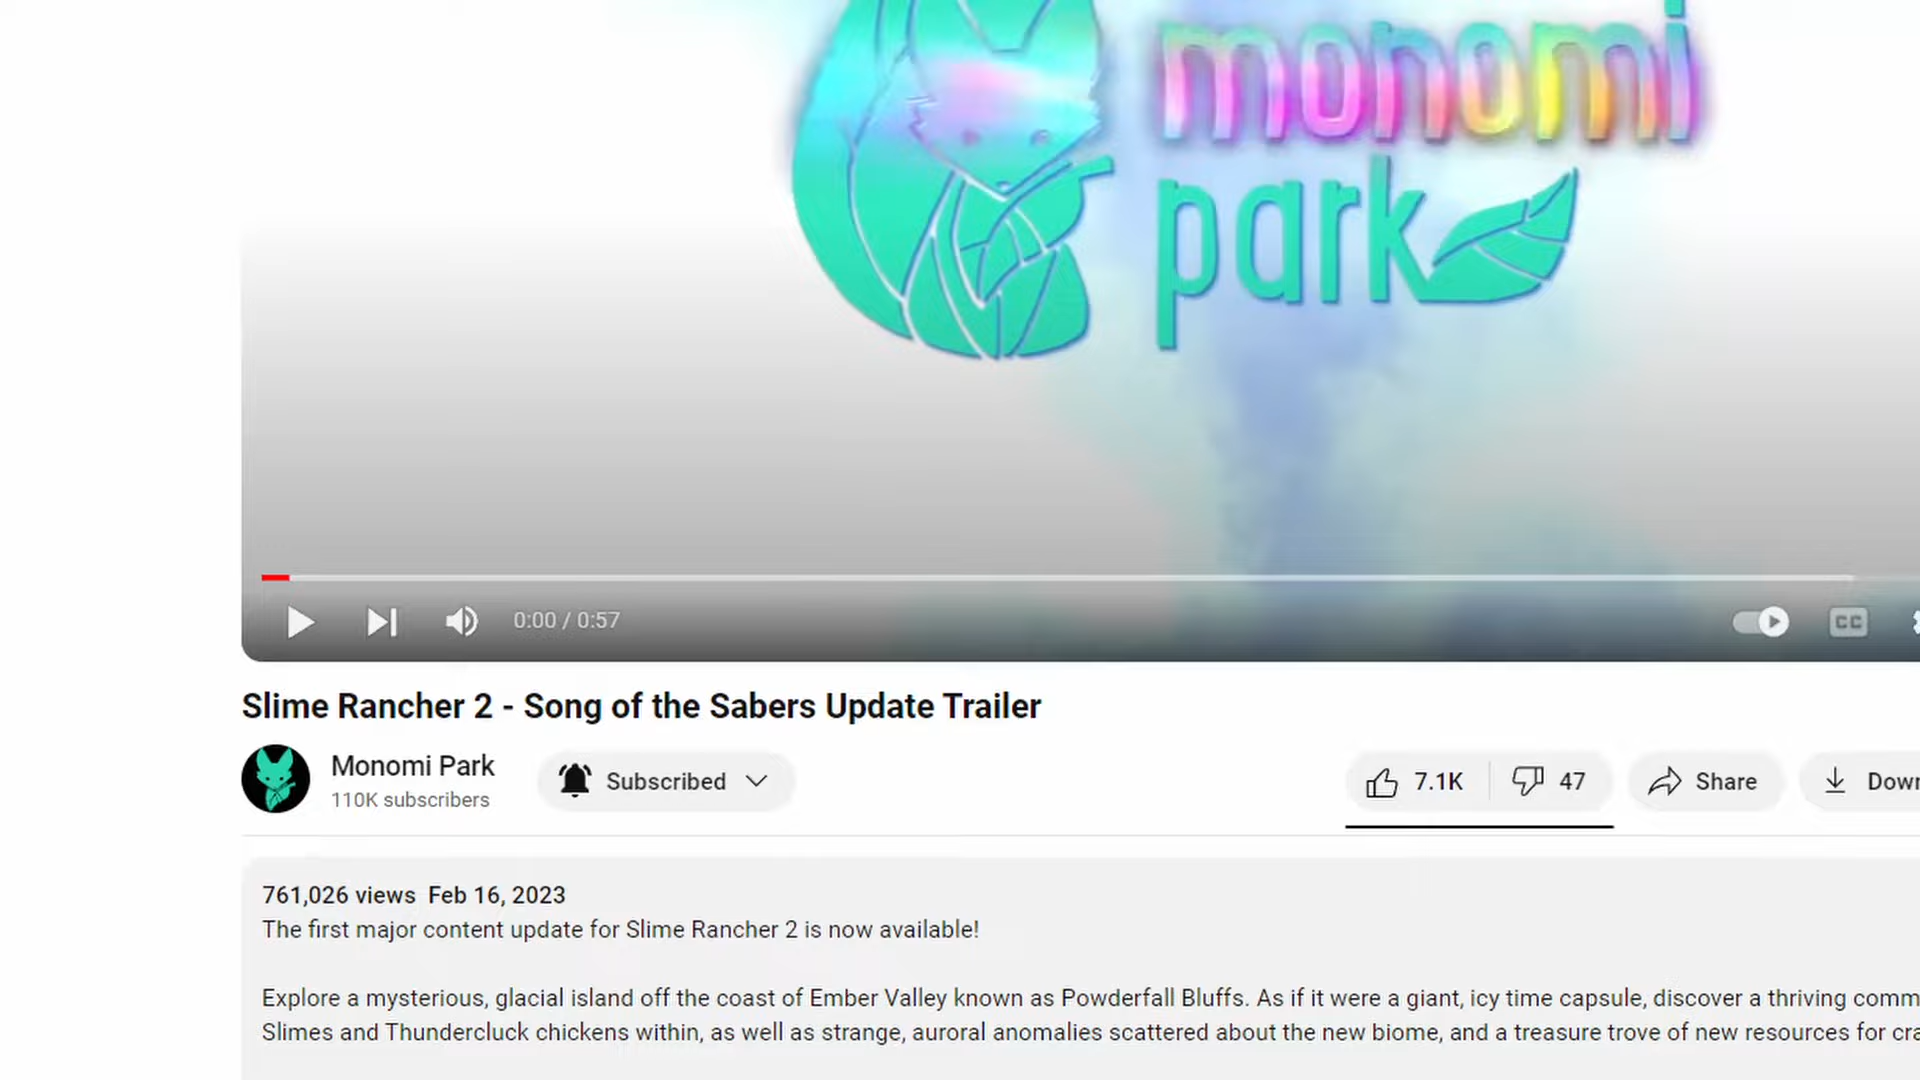 monomi
park
0:00 / 0:57
CC
Slime Rancher 2 - Song of the Sabers Update Trailer
Monomi Park
110K subscribers
Subscribed
7.1K
47
Share
Down
761,026 views Feb 16, 2023
The first major content update for Slime Rancher 2 is now available!
Explore a mysterious, glacial island off the coast of Ember Valley known as Powderfall Bluffs. As if it were a giant, icy time capsule, discover a thriving comm
Slimes and Thundercluck chickens within, as well as strange, auroral anomalies scattered about the new biome, and a treasure trove of new resources for cra